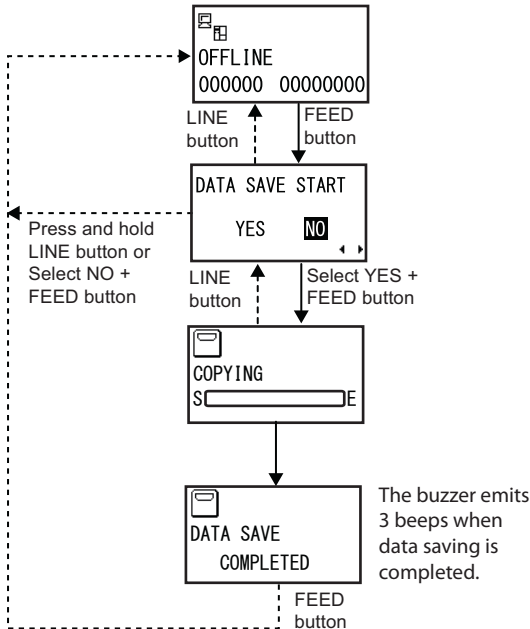 OFFLINE
000000 00000000
LINE
button
FEED
button
DATA SAVE START
YES NO
Press and hold
LINE button or
Select NO +
FEED button
LINE
button
Select YES +
FEED button
COPYING
S E
DATA SAVE
COMPLETED
The buzzer emits
3 beeps when
data saving is
completed.
FEED
button